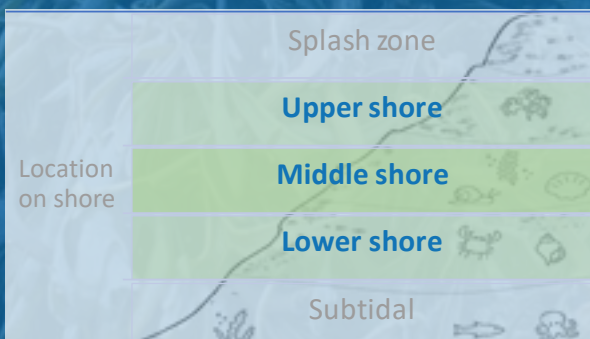 Splash zone
Upper shore
Location
on shore
Middle shore
Lower shore
Subtidal